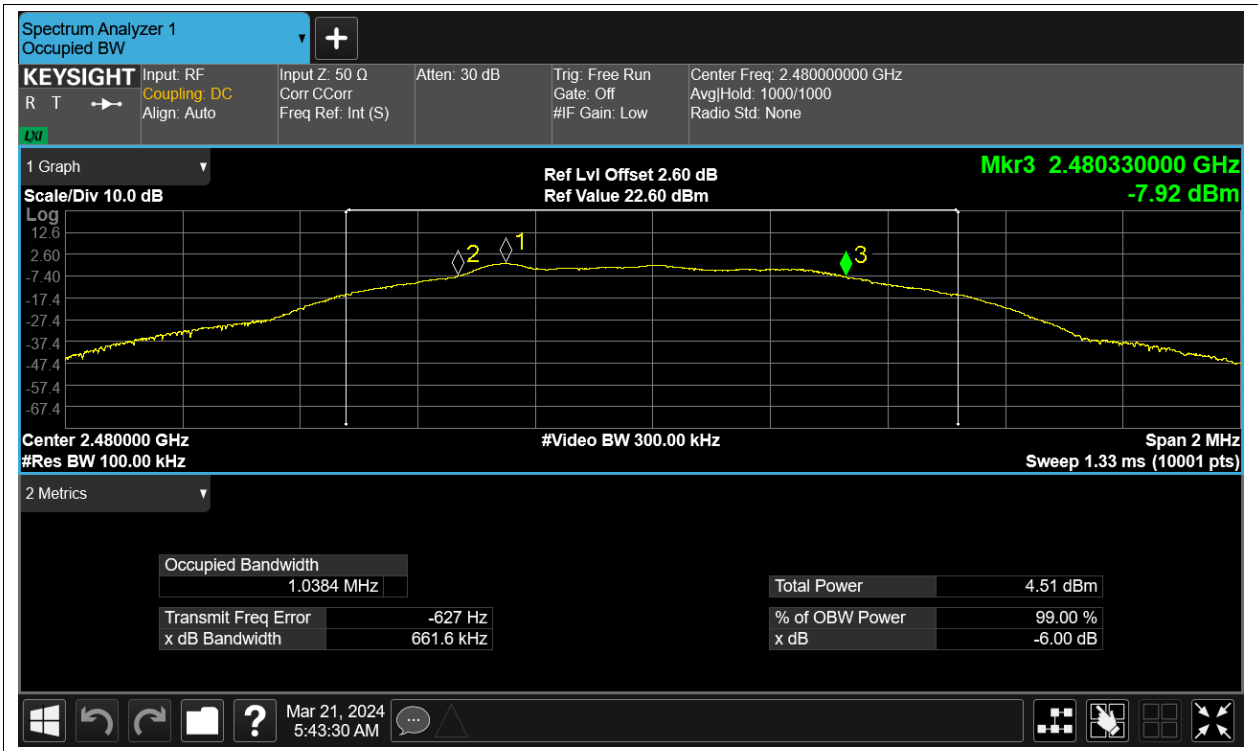 Spectrum Analyzer 1
Occupied BW
KEYSIGHT
R T
LXI
Input: RF
Coupling: DC
Align: Auto
Input Z: 50 Ω
Corr CCorr
Freq Ref: Int (S)
Atten: 30 dB
Trig: Free Run
Gate: Off
#IF Gain: Low
Center Freq: 2.480000000 GHz
Avg|Hold: 1000/1000
Radio Std: None
1 Graph
Scale/Div 10.0 dB
Ref Lvl Offset 2.60 dB
Ref Value 22.60 dBm
Mkr3 2.480330000 GHz
-7.92 dBm
Log
12.6
2.60
-7.40
-17.4
-27.4
-37.4
-47.4
-57.4
-67.4
2
1
3
Center 2.480000 GHz
#Res BW 100.00 kHz
#Video BW 300.00 kHz
Span 2 MHz
Sweep 1.33 ms (10001 pts)
2 Metrics
Occupied Bandwidth
1.0384 MHz
Transmit Freq Error -627 Hz
x dB Bandwidth 661.6 kHz
Total Power 4.51 dBm
% of OBW Power 99.00 %
x dB -6.00 dB
?
Mar 21, 2024
5:43:30 AM